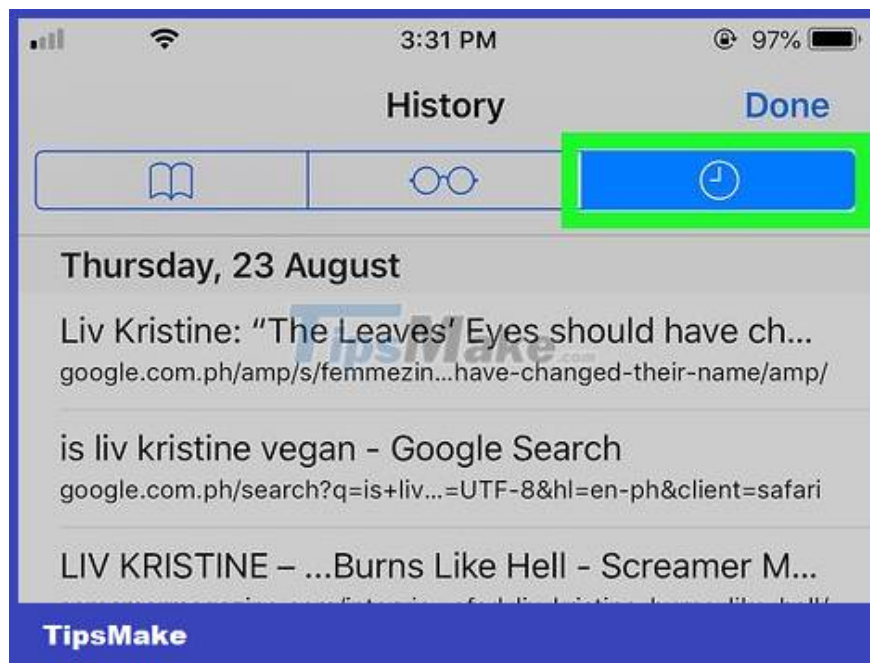 3:31 PM 97%
History Done
Thursday, 23 August
Liv Kristine: “The Leaves’ Eyes should have ch...
google.com.ph/amp/s/femmezin...have-changed-their-name/amp/
TipsMake.com
is liv kristine vegan - Google Search
google.com.ph/search?q=is+liv...=UTF-8&hl=en-ph&client=safari
LIV KRISTINE – ...Burns Like Hell - Screamer M...
TipsMake